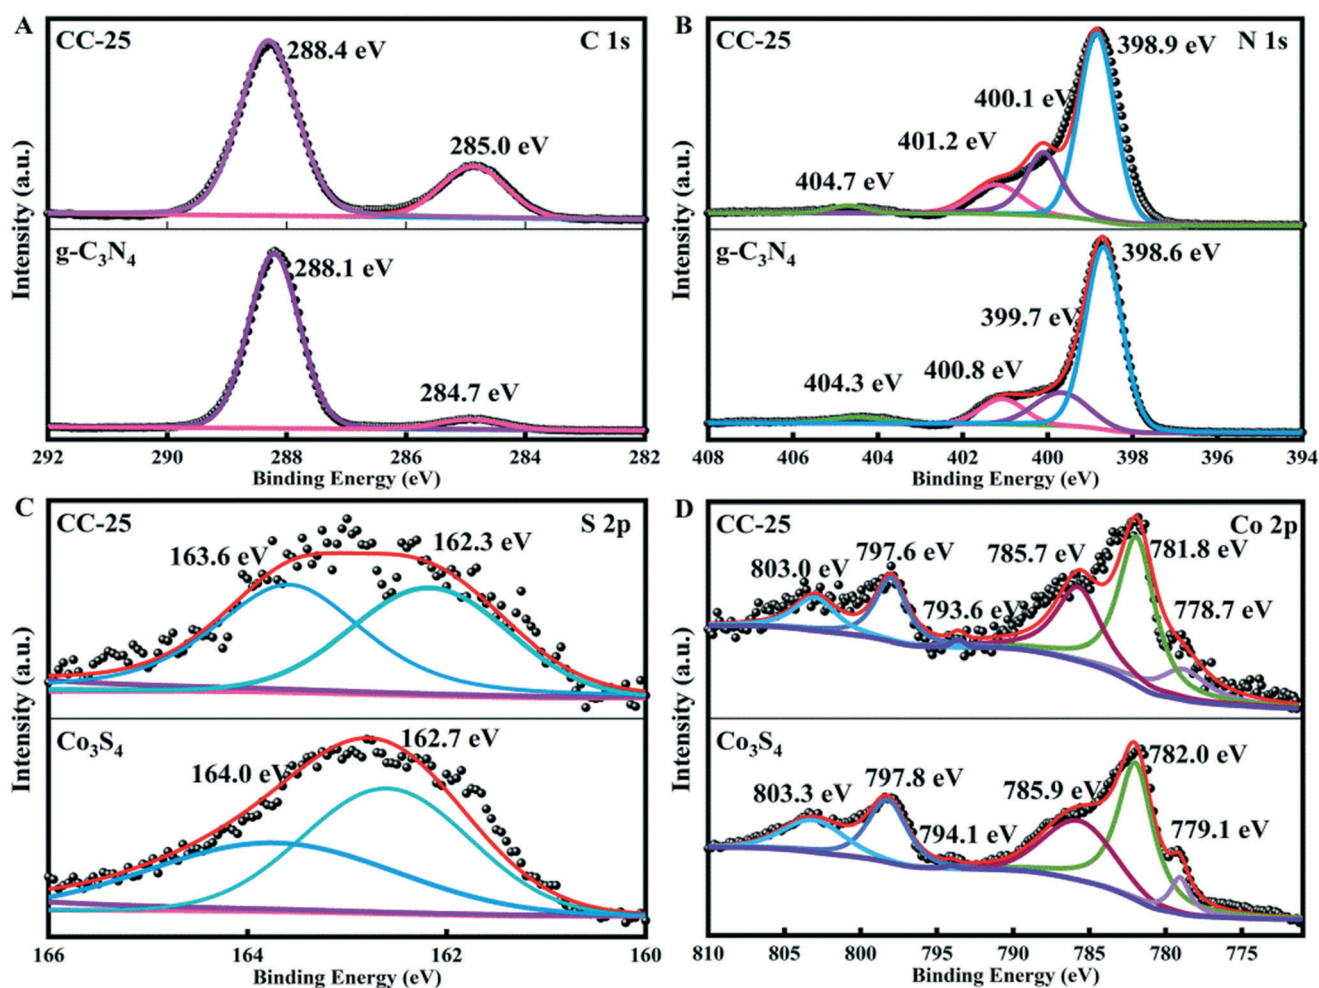 A
CC-25
C 1s
288.4 eV
285.0 eV
g-C₃N₄
288.1 eV
284.7 eV
Intensity (a.u.)
292 290 288 286 284 282
Binding Energy (eV)
B
CC-25
N 1s
398.9 eV
400.1 eV
401.2 eV
404.7 eV
g-C₃N₄
398.6 eV
399.7 eV
400.8 eV
404.3 eV
Intensity (a.u.)
408 406 404 402 400 398 396 394
Binding Energy (eV)
C
CC-25
S 2p
163.6 eV
162.3 eV
Co₃S₄
162.7 eV
164.0 eV
Intensity (a.u.)
166 164 162 160
Binding Energy (eV)
D
CC-25
Co 2p
803.0 eV
797.6 eV
793.6 eV
785.7 eV
781.8 eV
778.7 eV
Co₃S₄
803.3 eV
797.8 eV
794.1 eV
785.9 eV
782.0 eV
779.1 eV
Intensity (a.u.)
810 805 800 795 790 785 780 775
Binding Energy (eV)